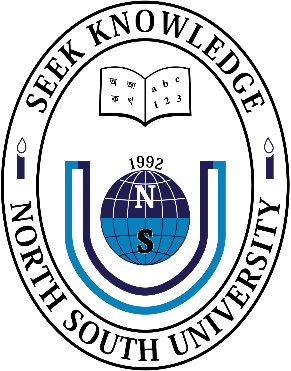 SEEK KNOWLEDGE
অ আ a b c
ক খ 1 2 3
1992
N
S
NORTH SOUTH UNIVERSITY